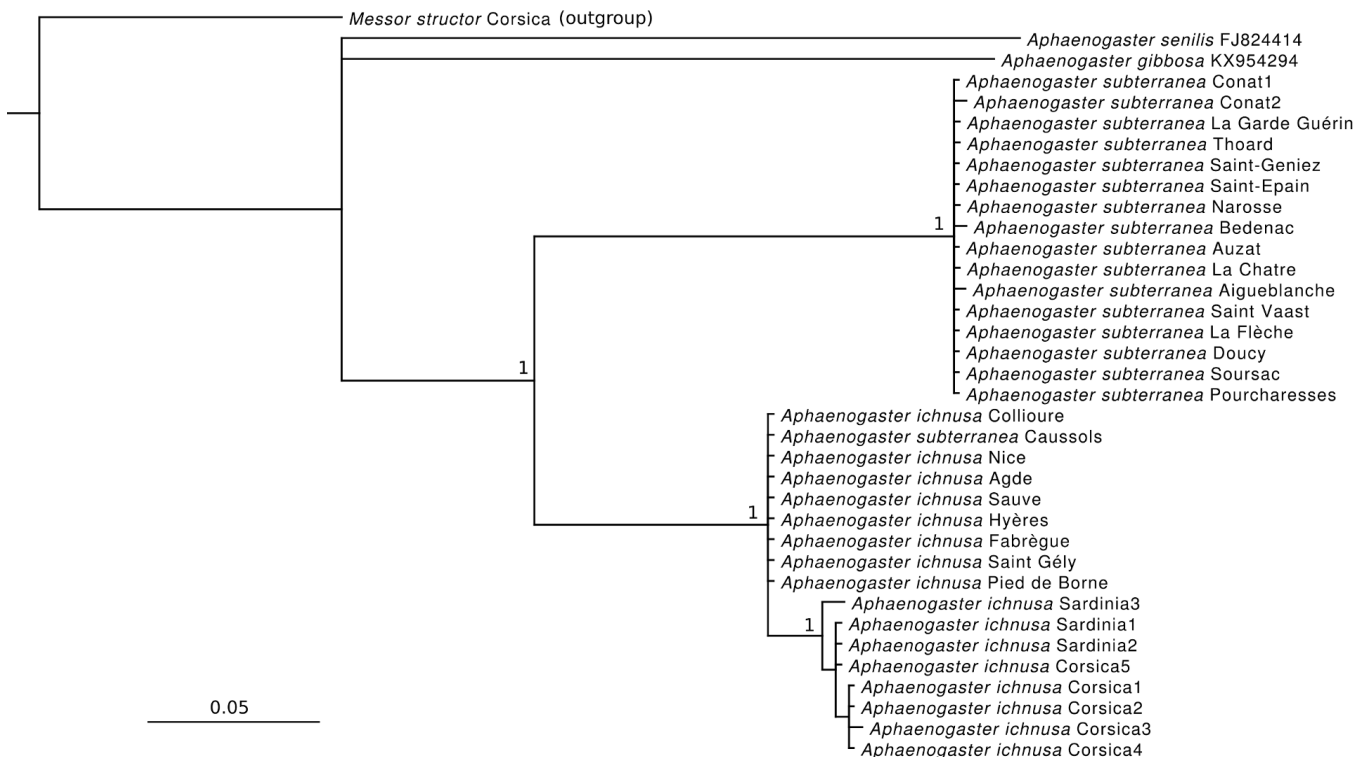 Messor structor Corsica (outgroup)
Aphaenogaster senilis FJ824414
Aphaenogaster gibbosa KX954294
Aphaenogaster subterranea Conat1
Aphaenogaster subterranea Conat2
Aphaenogaster subterranea La Garde Guérin
Aphaenogaster subterranea Thoard
Aphaenogaster subterranea Saint-Geniez
Aphaenogaster subterranea Saint-Epain
Aphaenogaster subterranea Narosse
1
Aphaenogaster subterranea Bedenac
Aphaenogaster subterranea Auzat
Aphaenogaster subterranea La Chatre
Aphaenogaster subterranea Aigueblanche
Aphaenogaster subterranea Saint Vaast
Aphaenogaster subterranea La Flèche
Aphaenogaster subterranea Doucy
1
Aphaenogaster subterranea Soursac
Aphaenogaster subterranea Pourcharesses
Aphaenogaster ichnusa Collioure
Aphaenogaster subterranea Caussols
Aphaenogaster ichnusa Nice
Aphaenogaster ichnusa Agde
Aphaenogaster ichnusa Sauve
1
Aphaenogaster ichnusa Hyères
Aphaenogaster ichnusa Fabrègue
Aphaenogaster ichnusa Saint Gély
Aphaenogaster ichnusa Pied de Borne
Aphaenogaster ichnusa Sardinia3
1
Aphaenogaster ichnusa Sardinia1
Aphaenogaster ichnusa Sardinia2
Aphaenogaster ichnusa Corsica5
Aphaenogaster ichnusa Corsica1
Aphaenogaster ichnusa Corsica2
Aphaenogaster ichnusa Corsica3
Aphaenogaster ichnusa Corsica4
0.05